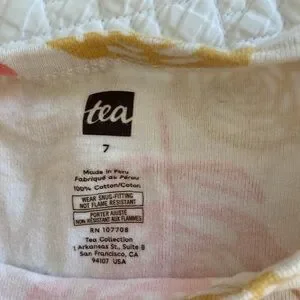 tea
7
Made in Peru
Fabriqué au Pérou
100% Cotton/Coton
WEAR SNUG-FITTING
NOT FLAME RESISTANT
PORTER AJUSTÉ
NON RÉSISTANT AUX FLAMMES
RN 107708
Tea Collection
1 Arkansas St., Suite B
San Francisco, CA
94107 USA